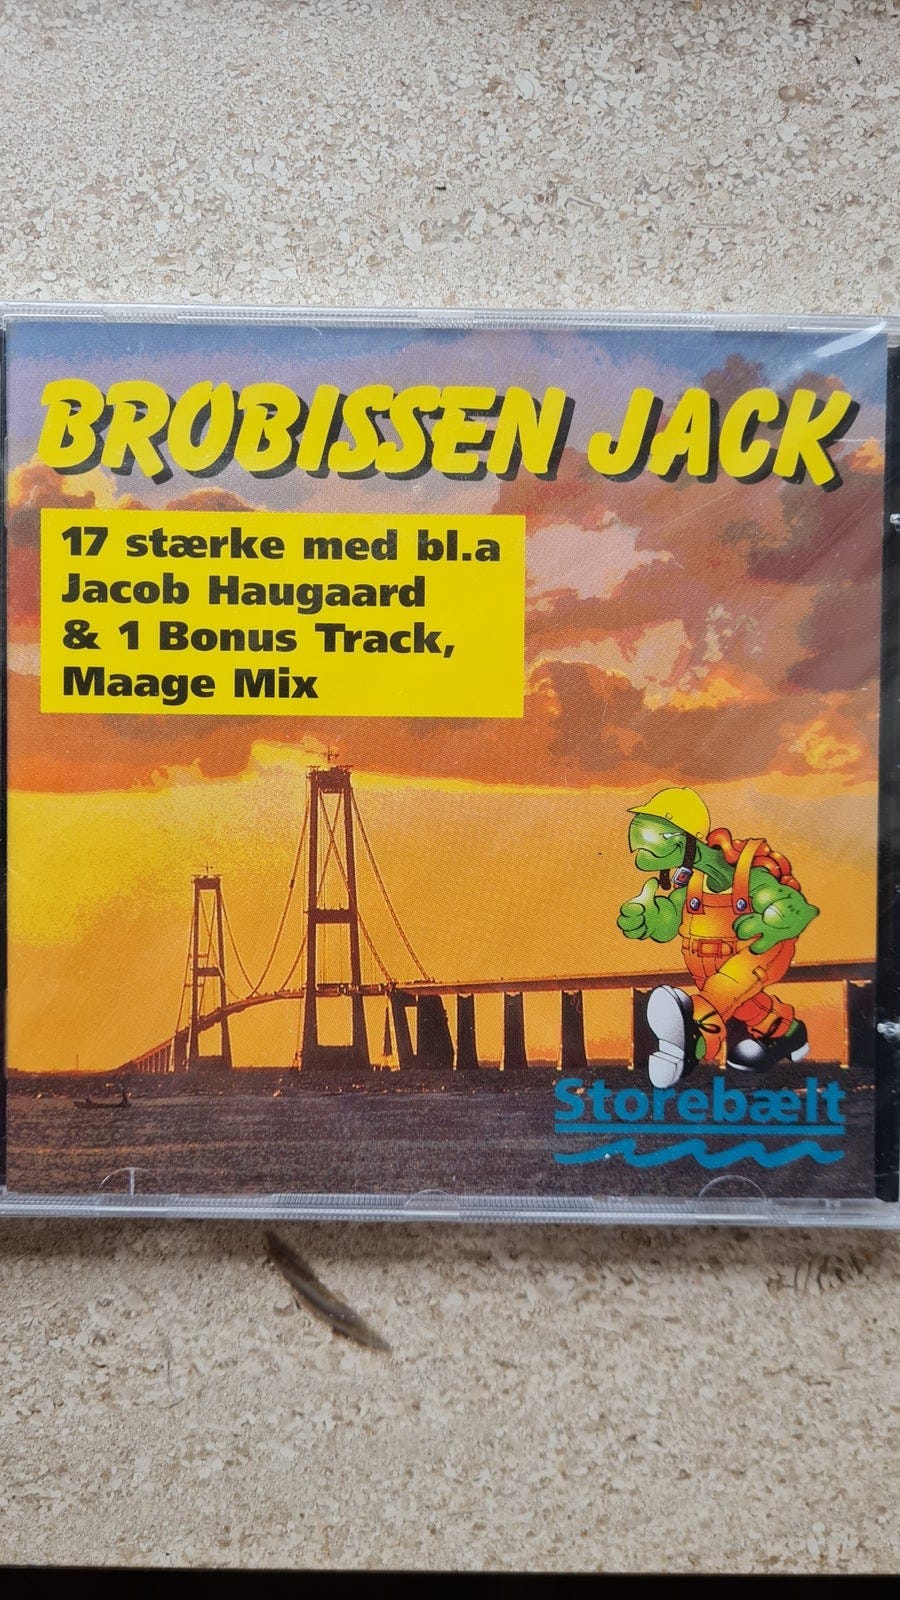 BROBISSEN JACK
17 stærke med bl.a
Jacob Haugaard
& 1 Bonus Track,
Maage Mix
Storebælt